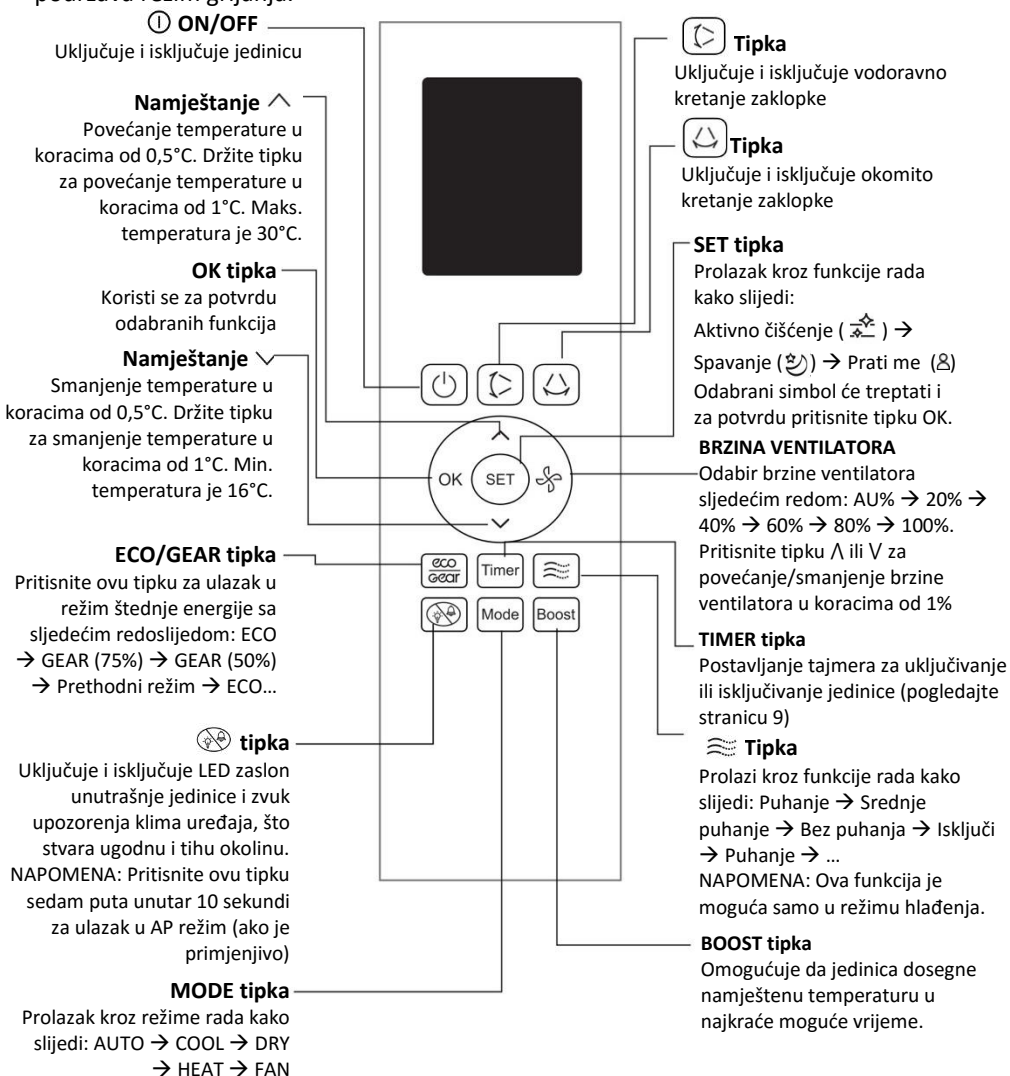 ON/OFF
Uključuje i isključuje jedinicu
Namještanje ∧
Povećanje temperature u
koracima od 0,5°C. Držite tipku
za povećanje temperature u
koracima od 1°C. Maks.
temperatura je 30°C.
OK tipka
Koristi se za potvrdu
odabranih funkcija
Namještanje ∨
Smanjenje temperature u
koracima od 0,5°C. Držite tipku
za smanjenje temperature u
koracima od 1°C. Min.
temperatura je 16°C.
ECO/GEAR tipka
Pritisnite ovu tipku za ulazak u
režim štednje energije sa
sljedećim redoslijedom: ECO
→ GEAR (75%) → GEAR (50%)
→ Prethodni režim → ECO…
tipka
Uključuje i isključuje LED zaslon
unutrašnje jedinice i zvuk
upozorenja klima uređaja, što
stvara ugodnu i tihu okolinu.
NAPOMENA: Pritisnite ovu tipku
sedam puta unutar 10 sekundi
za ulazak u AP režim (ako je
primjenjivo)
MODE tipka
Prolazak kroz režime rada kako
slijedi: AUTO → COOL → DRY
→ HEAT → FAN
OK
SET
eco
gear
Timer
Mode
Boost
Tipka
Uključuje i isključuje vodoravno
kretanje zaklopke
Tipka
Uključuje i isključuje okomito
kretanje zaklopke
SET tipka
Prolazak kroz funkcije rada
kako slijedi:
Aktivno čišćenje ( ) →
Spavanje ( ) → Prati me ( )
Odabrani simbol će treptati i
za potvrdu pritisnite tipku OK.
BRZINA VENTILATORA
Odabir brzine ventilatora
sljedećim redom: AU% → 20% →
40% → 60% → 80% → 100%.
Pritisnite tipku Λ ili V za
povećanje/smanjenje brzine
ventilatora u koracima od 1%
TIMER tipka
Postavljanje tajmera za uključivanje
ili isključivanje jedinice (pogledajte
stranicu 9)
Tipka
Prolazi kroz funkcije rada kako
slijedi: Puhanje → Srednje
puhanje → Bez puhanja → Isključi
→ Puhanje → …
NAPOMENA: Ova funkcija je
moguća samo u režimu hlađenja.
BOOST tipka
Omogućuje da jedinica dosegne
namještenu temperaturu u
najkraće moguće vrijeme.